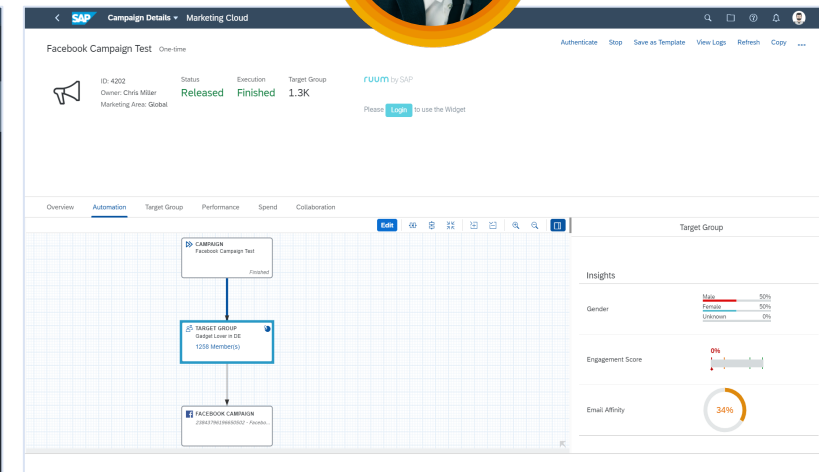 SAP Campaign Details Marketing Cloud
Facebook Campaign Test One-time
Authenticate Stop Save as Template View Logs Refresh Copy ...
ID: 4202
Owner: Chris Miller
Marketing Area: Global
Status
Released
Execution
Finished
Target Group
1.3K
ruum by SAP
Please Login to use the Widget
Overview Automation Target Group Performance Spend Collaboration
Edit
Target Group
CAMPAIGN
Facebook Campaign Test
Finished
TARGET GROUP
Gadget Lover in DE
1258 Member(s)
FACEBOOK CAMPAIGN
23843796196650502 - Facebo...
Insights
Gender
Male 50%
Female 50%
Unknown 0%
Engagement Score
0%
Email Affinity
34%